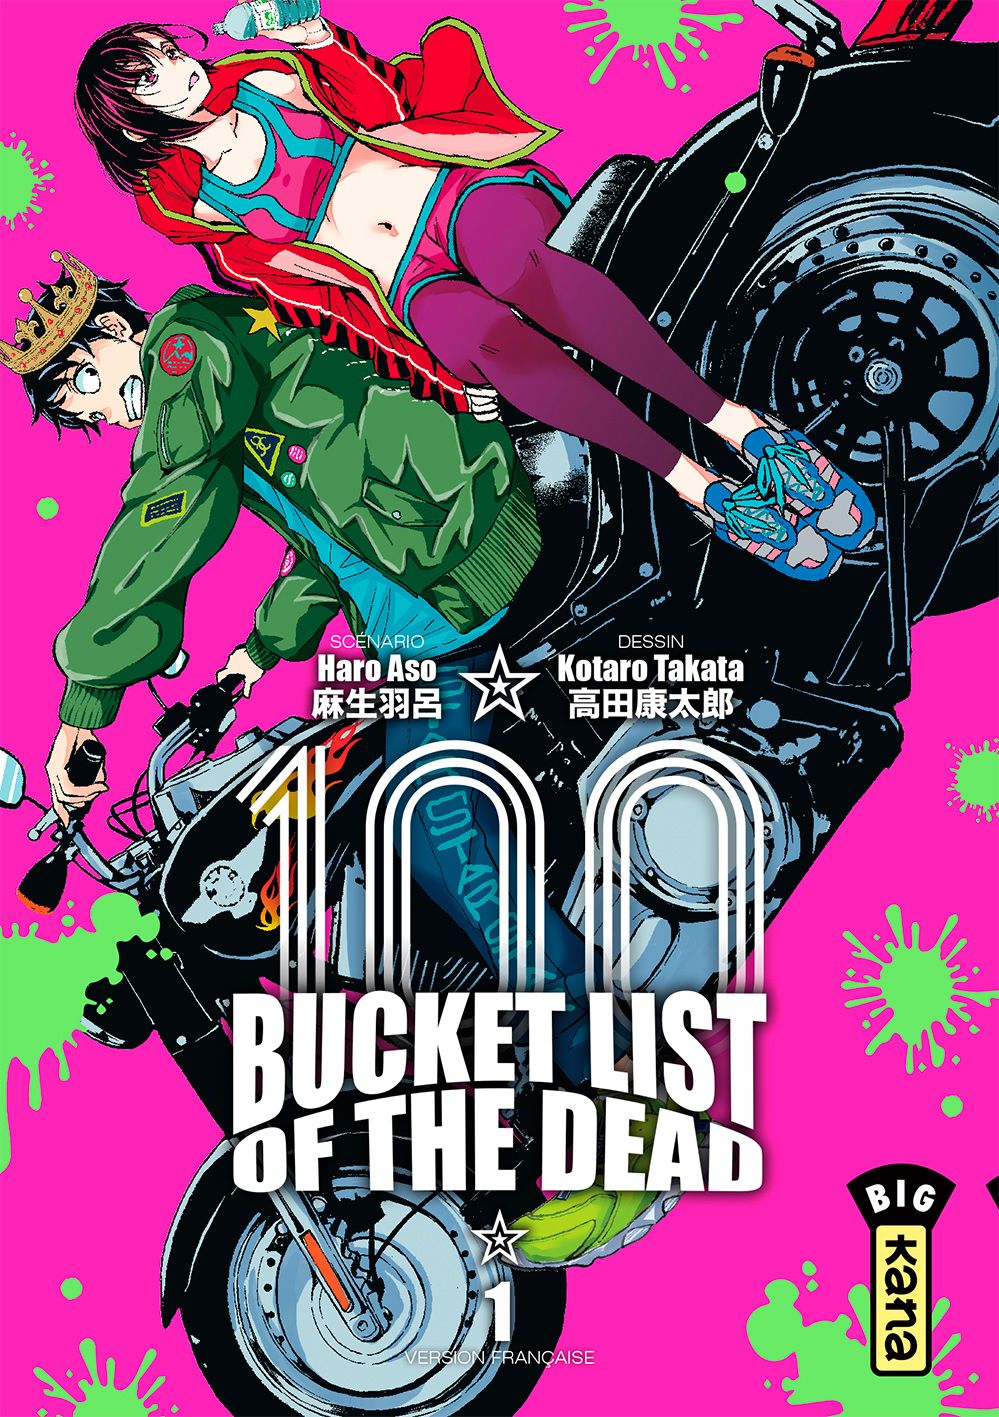 SCÉNARIO
Haro Aso
麻生羽呂
DESSIN
Kotaro Takata
高田康太郎
100
BUCKET LIST
OF THE DEAD
1
VERSION FRANÇAISE
BIG
kana